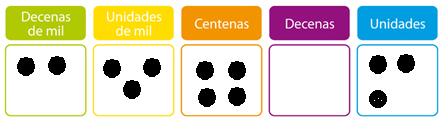 Decenas
de mil
Unidades
de mil
Centenas
Decenas
Unidades